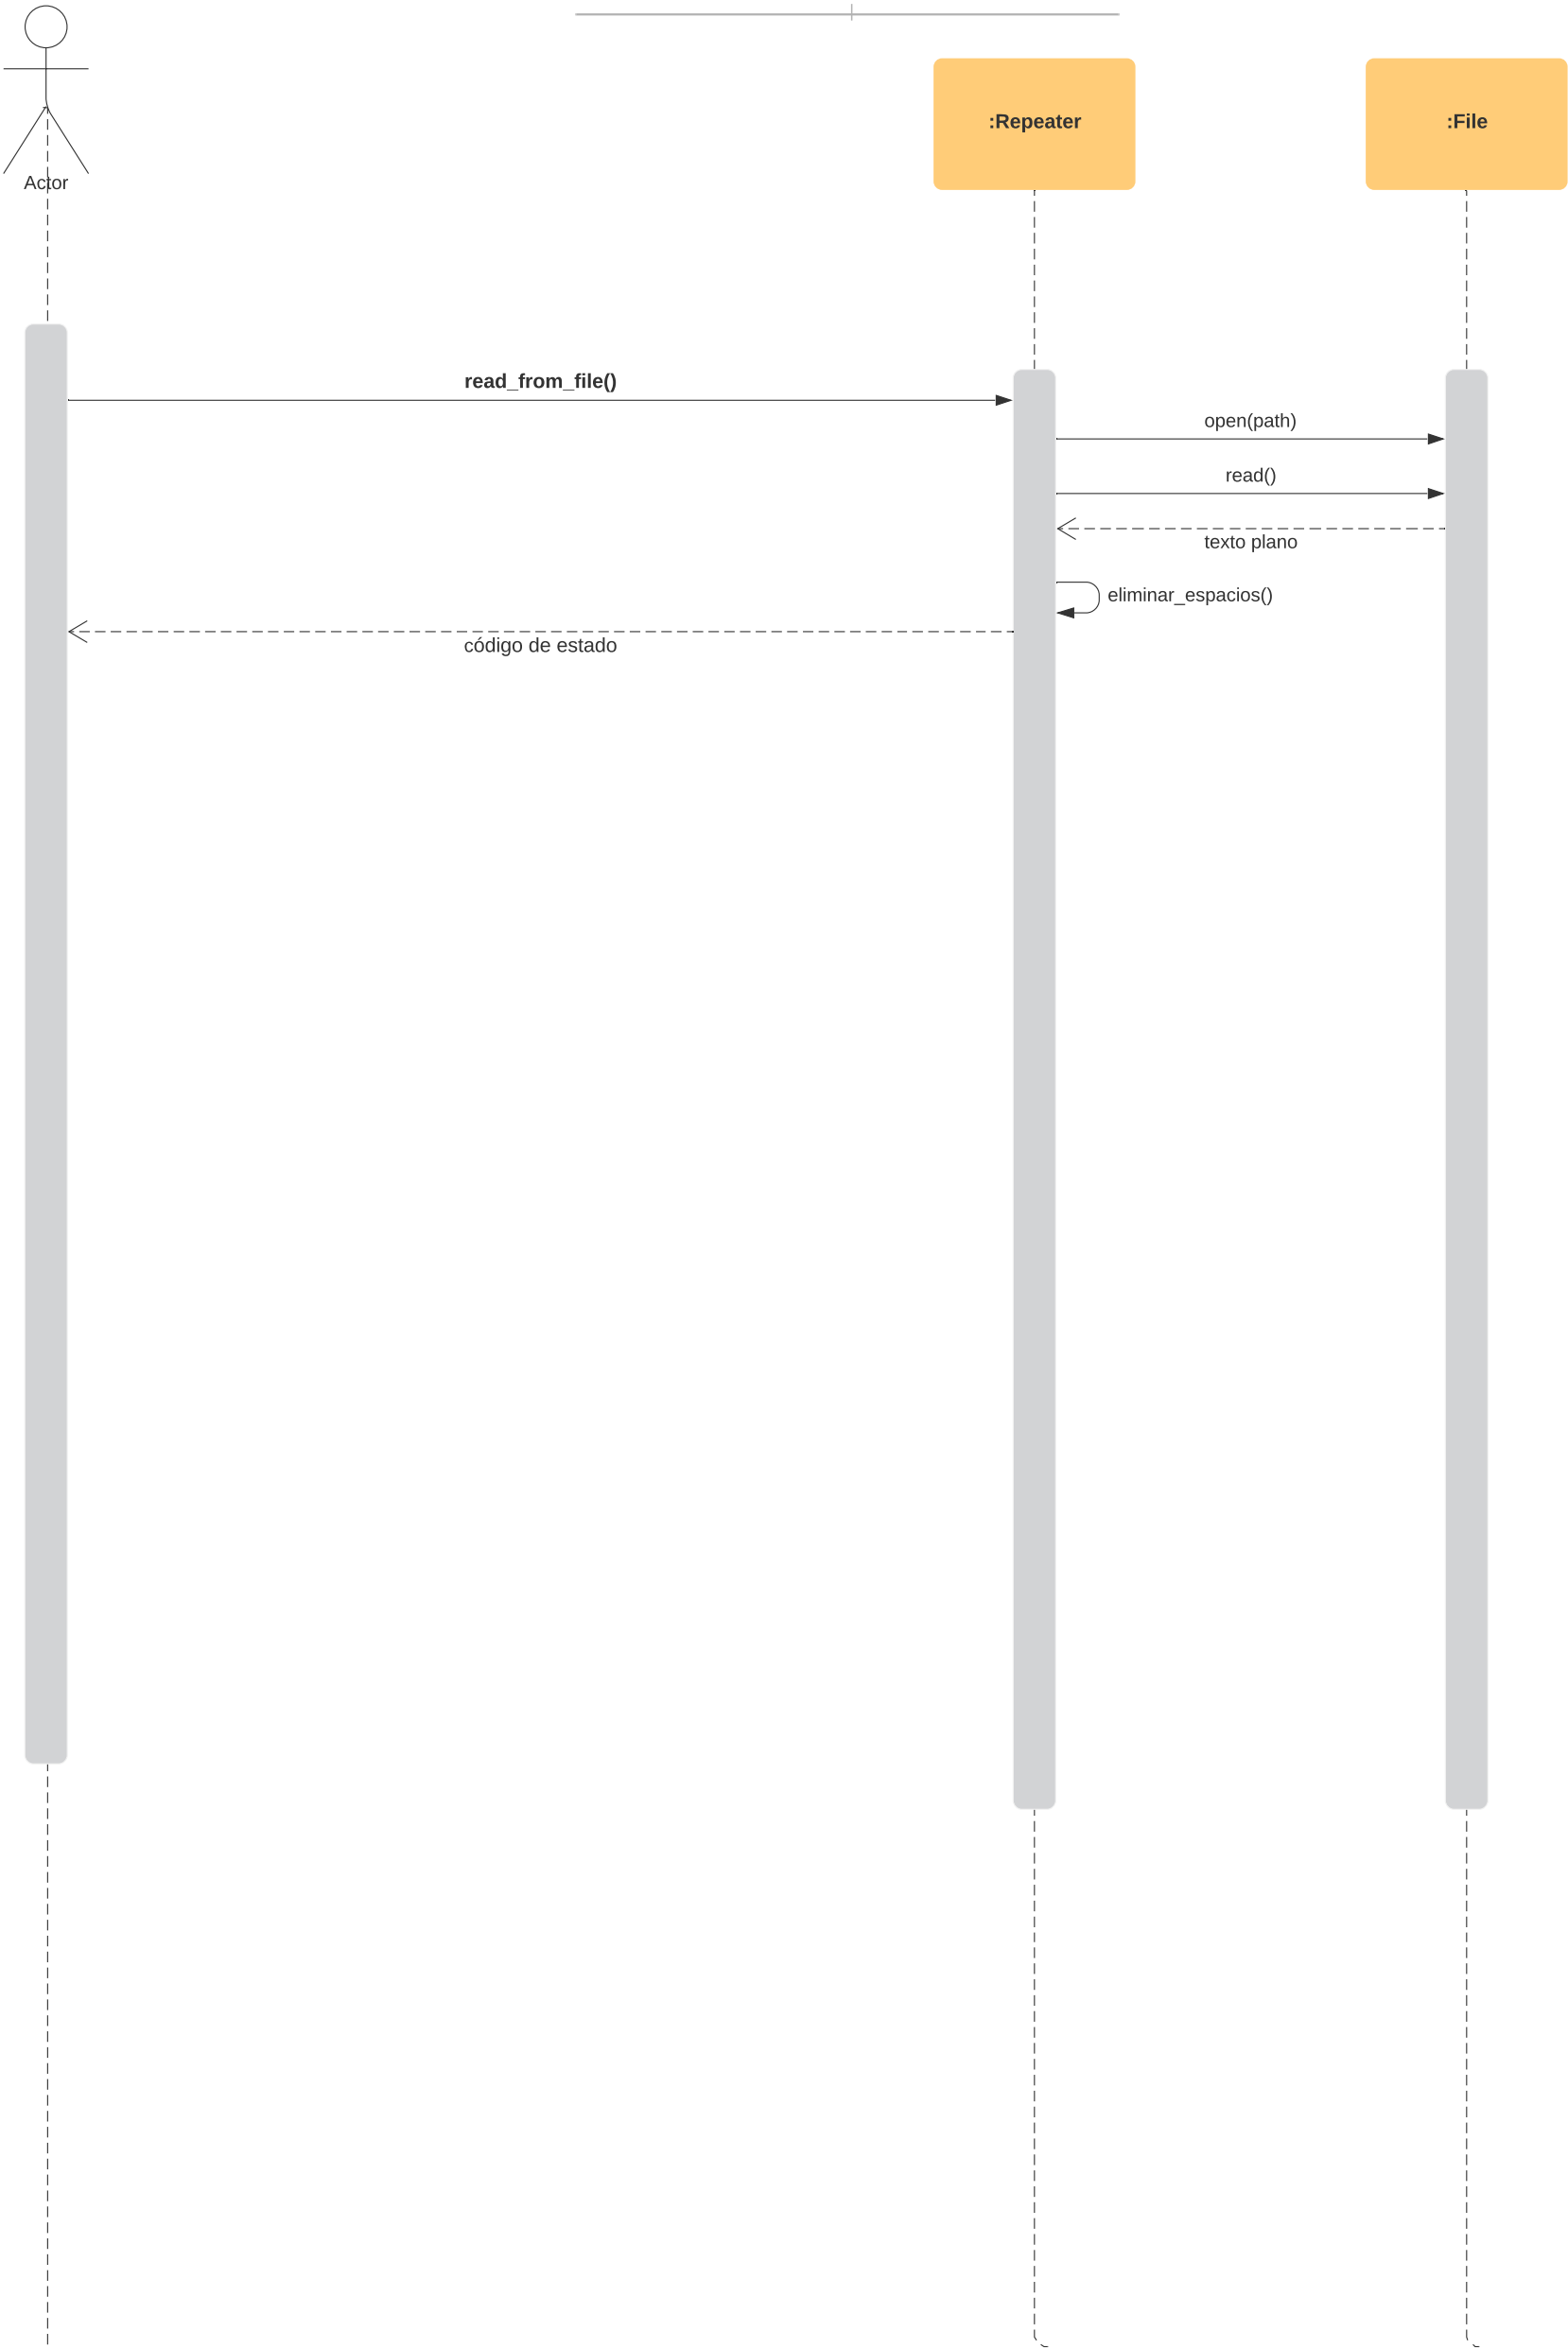 Actor
:Repeater
:File
read_from_file()
open(path)
read()
texto plano
eliminar_espacios()
código de estado